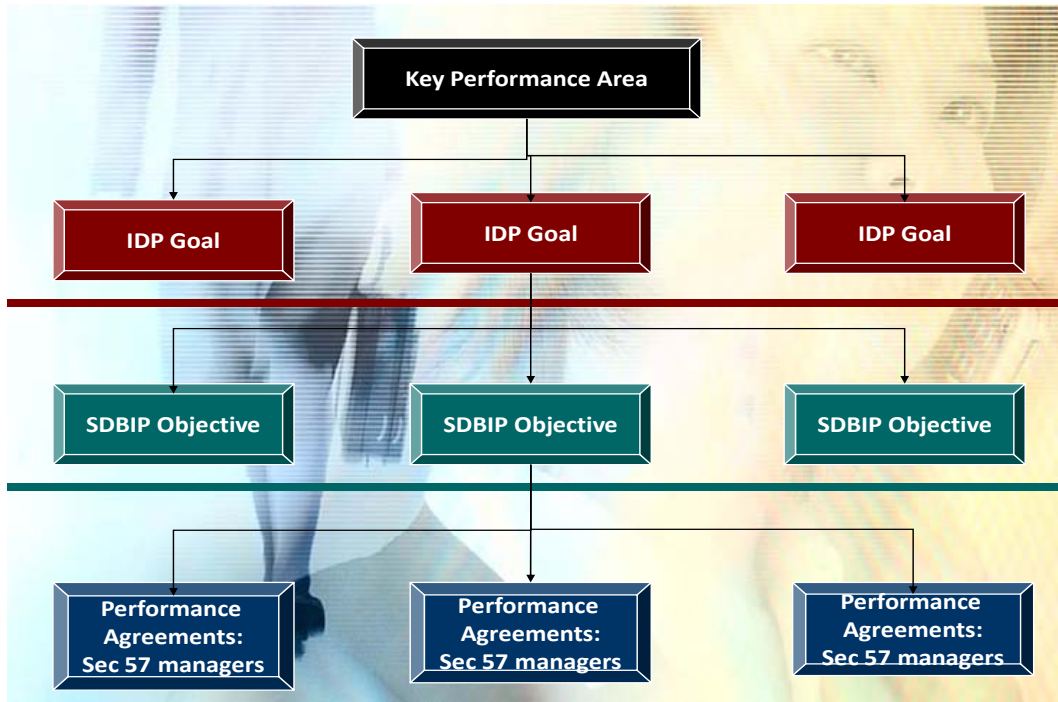 Key Performance Area
IDP Goal
IDP Goal
IDP Goal
SDBIP Objective
SDBIP Objective
SDBIP Objective
Performance
Agreements:
Sec 57 managers
Performance
Agreements:
Sec 57 managers
Performance
Agreements:
Sec 57 managers